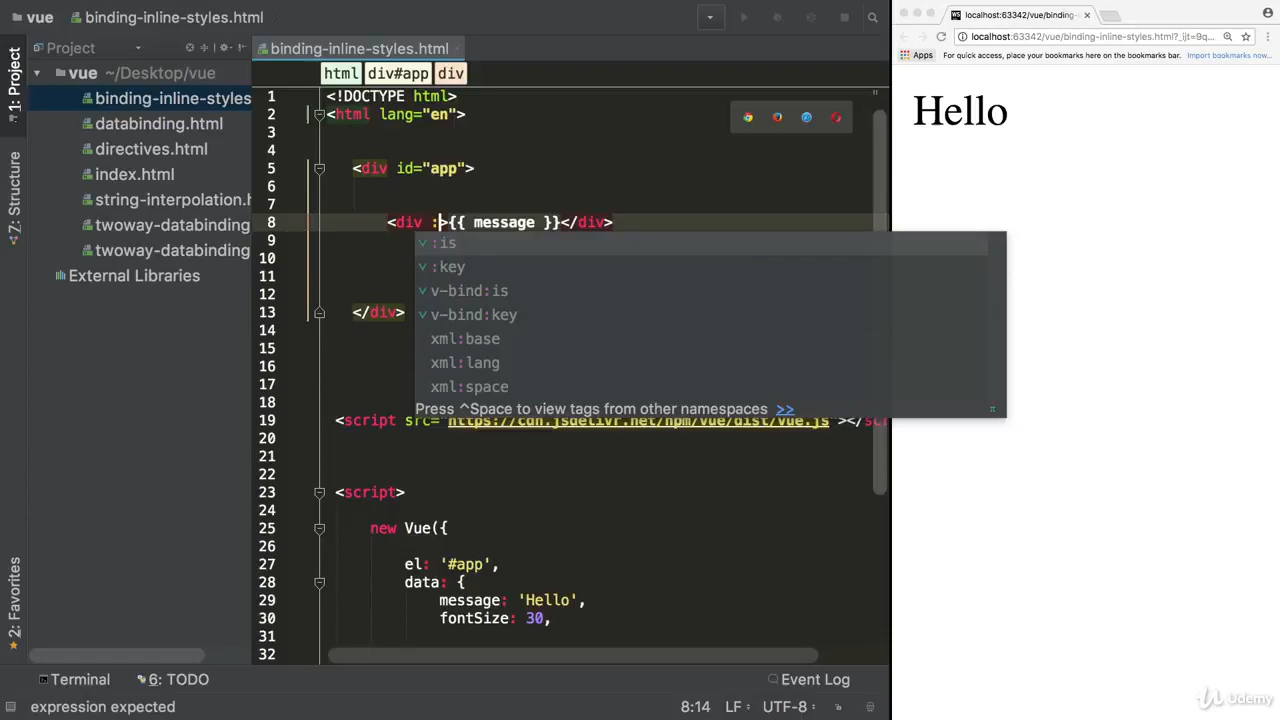 vue binding-inline-styles.html
Project
binding-inline-styles.html
html div#app div
1: Project
vue ~/Desktop/vue
binding-inline-styles
databinding.html
directives.html
index.html
string-interpolation.h
twoway-databinding
twoway-databinding
External Libraries
7: Structure
2: Favorites
1 <!DOCTYPE html>
2 <html lang="en">
3
4
5 <div id="app">
6
7
8 <div :>{{ message }}</div>
9
10
11
12
13 </div>
14
15
16
17
18
19 <script src="https://cdn.jsdelivr.net/npm/vue/dist/vue.js"></scr
20
21
22
23 <script>
24
25 new Vue({
26
27 el: '#app',
28 data: {
29 message: 'Hello',
30 fontSize: 30,
31
32
:is
:key
v-bind:is
v-bind:key
xml:base
xml:lang
xml:space
Press ^Space to view tags from other namespaces >>
Terminal 6: TODO Event Log
expression expected 8:14 LF UTF-8
WS localhost:63342/vue/binding-i
localhost:63342/vue/binding-inline-styles.html?_ijt=9q...
Apps For quick access, place your bookmarks here on the bookmarks bar. Import bookmarks now...
Hello
Udemy